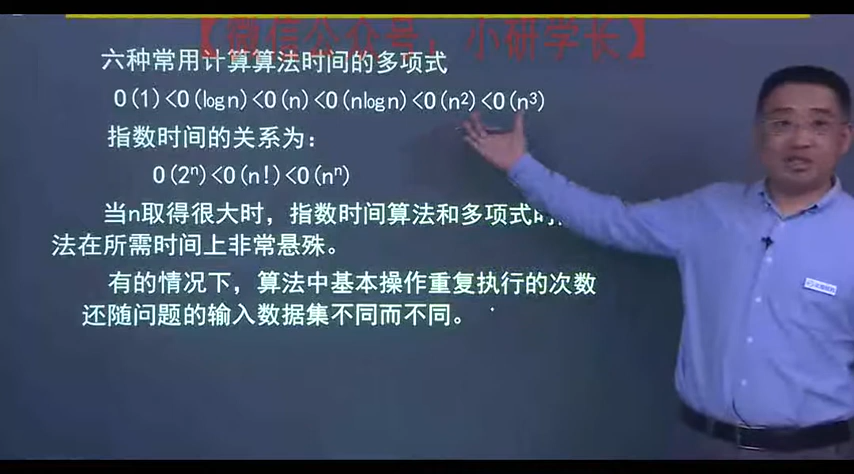 【微信公众号：小研学长】
六种常用计算算法时间的多项式
O(1)<O(logn)<O(n)<O(nlogn)<O(n²)<O(n³)
指数时间的关系为：
O(2ⁿ)<O(n!)<O(nⁿ)
当n取得很大时，指数时间算法和多项式时
法在所需时间上非常悬殊。
有的情况下，算法中基本操作重复执行的次数
还随问题的输入数据集不同而不同。